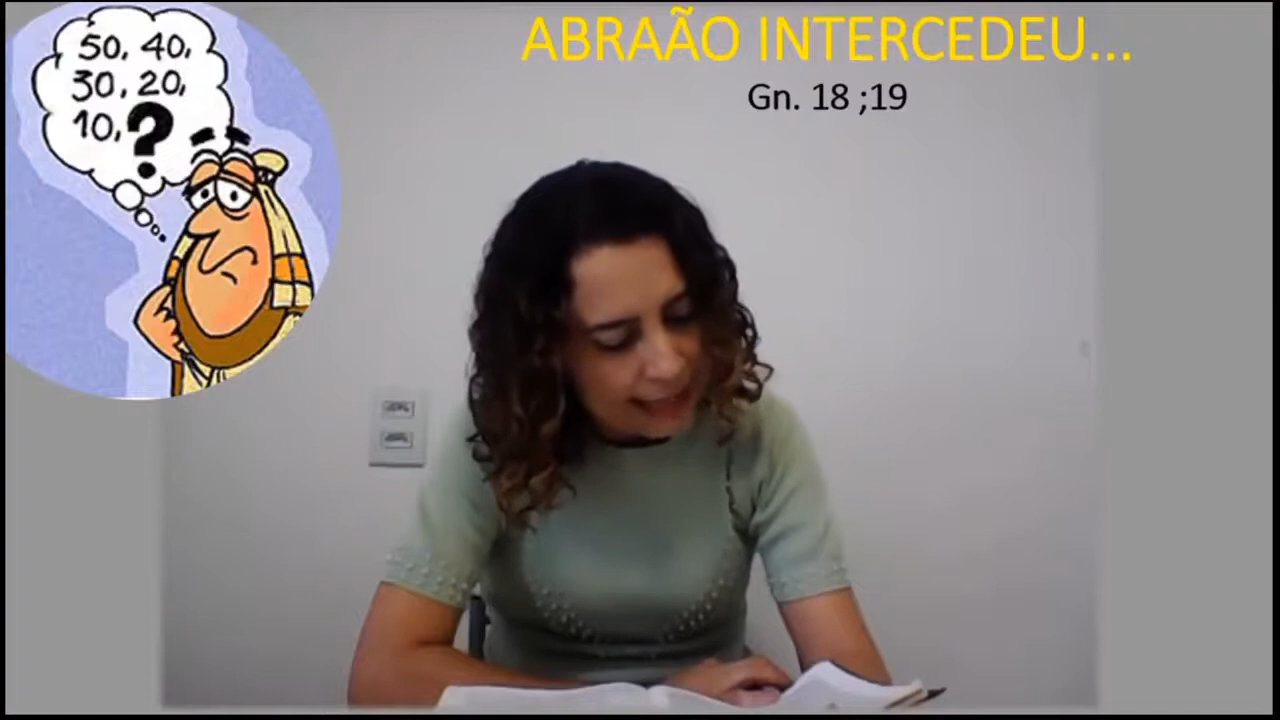 50, 40,
30, 20,
10, ?
ABRAÃO INTERCEDEU...
Gn. 18 ;19